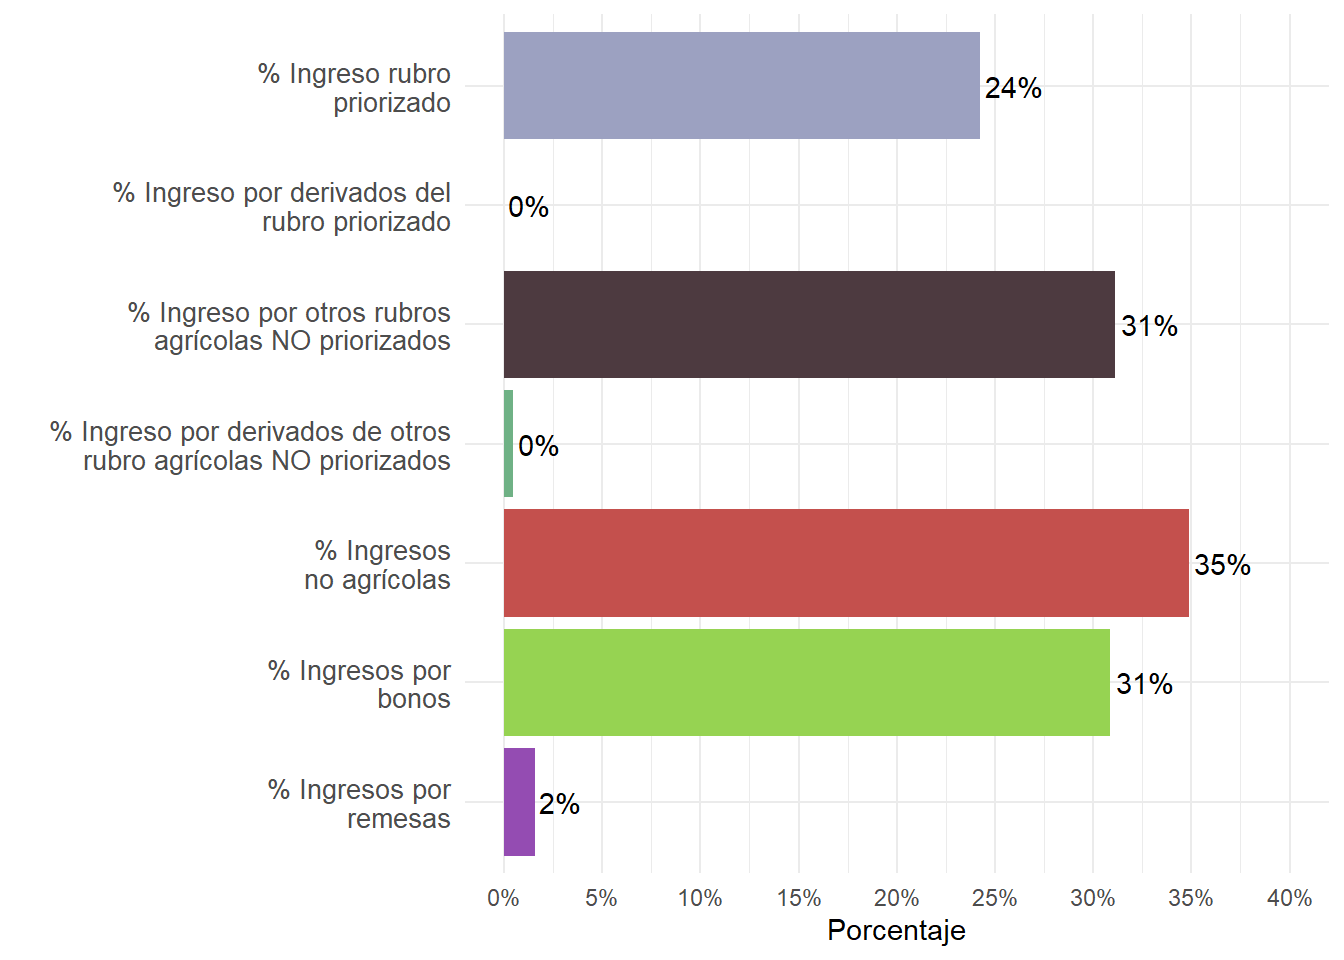 % Ingreso rubro
priorizado
24%
% Ingreso por derivados del
rubro priorizado
0%
% Ingreso por otros rubros
agrícolas NO priorizados
31%
% Ingreso por derivados de otros
rubro agrícolas NO priorizados
0%
% Ingresos
no agrícolas
35%
% Ingresos por
bonos
31%
% Ingresos por
remesas
2%
0% 5% 10% 15% 20% 25% 30% 35% 40%
Porcentaje